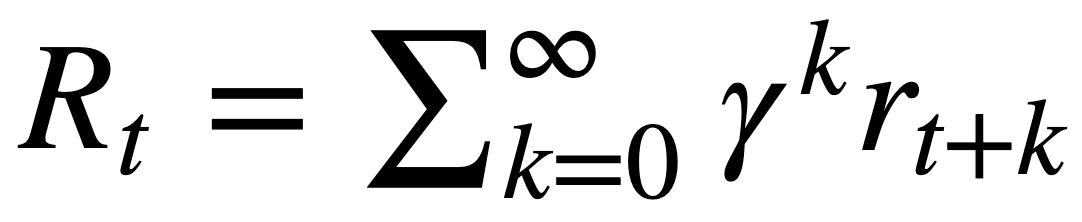 R_t = ∑_{k=0}^{∞} γ^k r_{t+k}